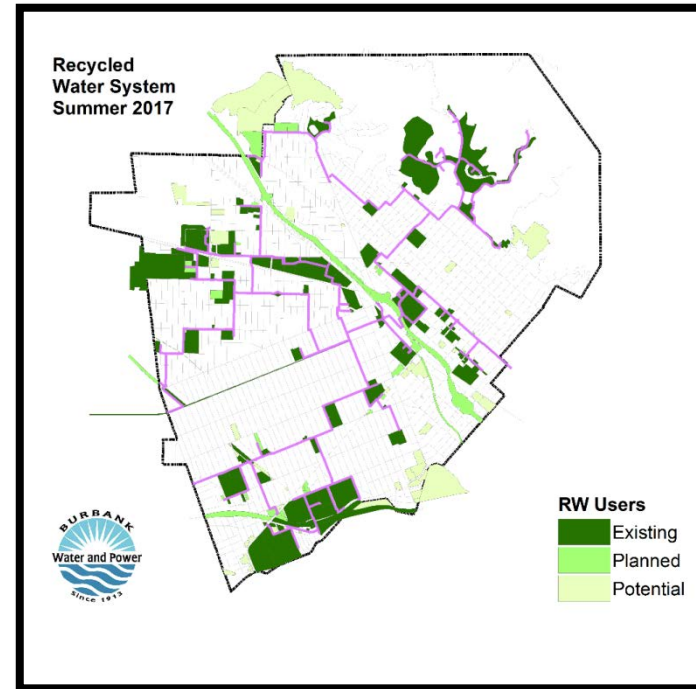 Recycled
Water System
Summer 2017
RW Users
Existing
Planned
Potential
BURBANK
Water and Power
Since 1913